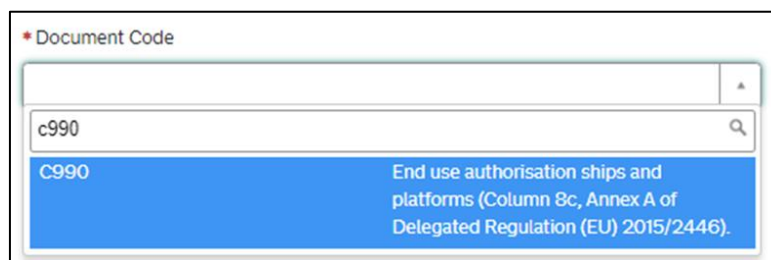 * Document Code
c990
C990 End use authorisation ships and
platforms (Column 8c, Annex A of
Delegated Regulation (EU) 2015/2446).